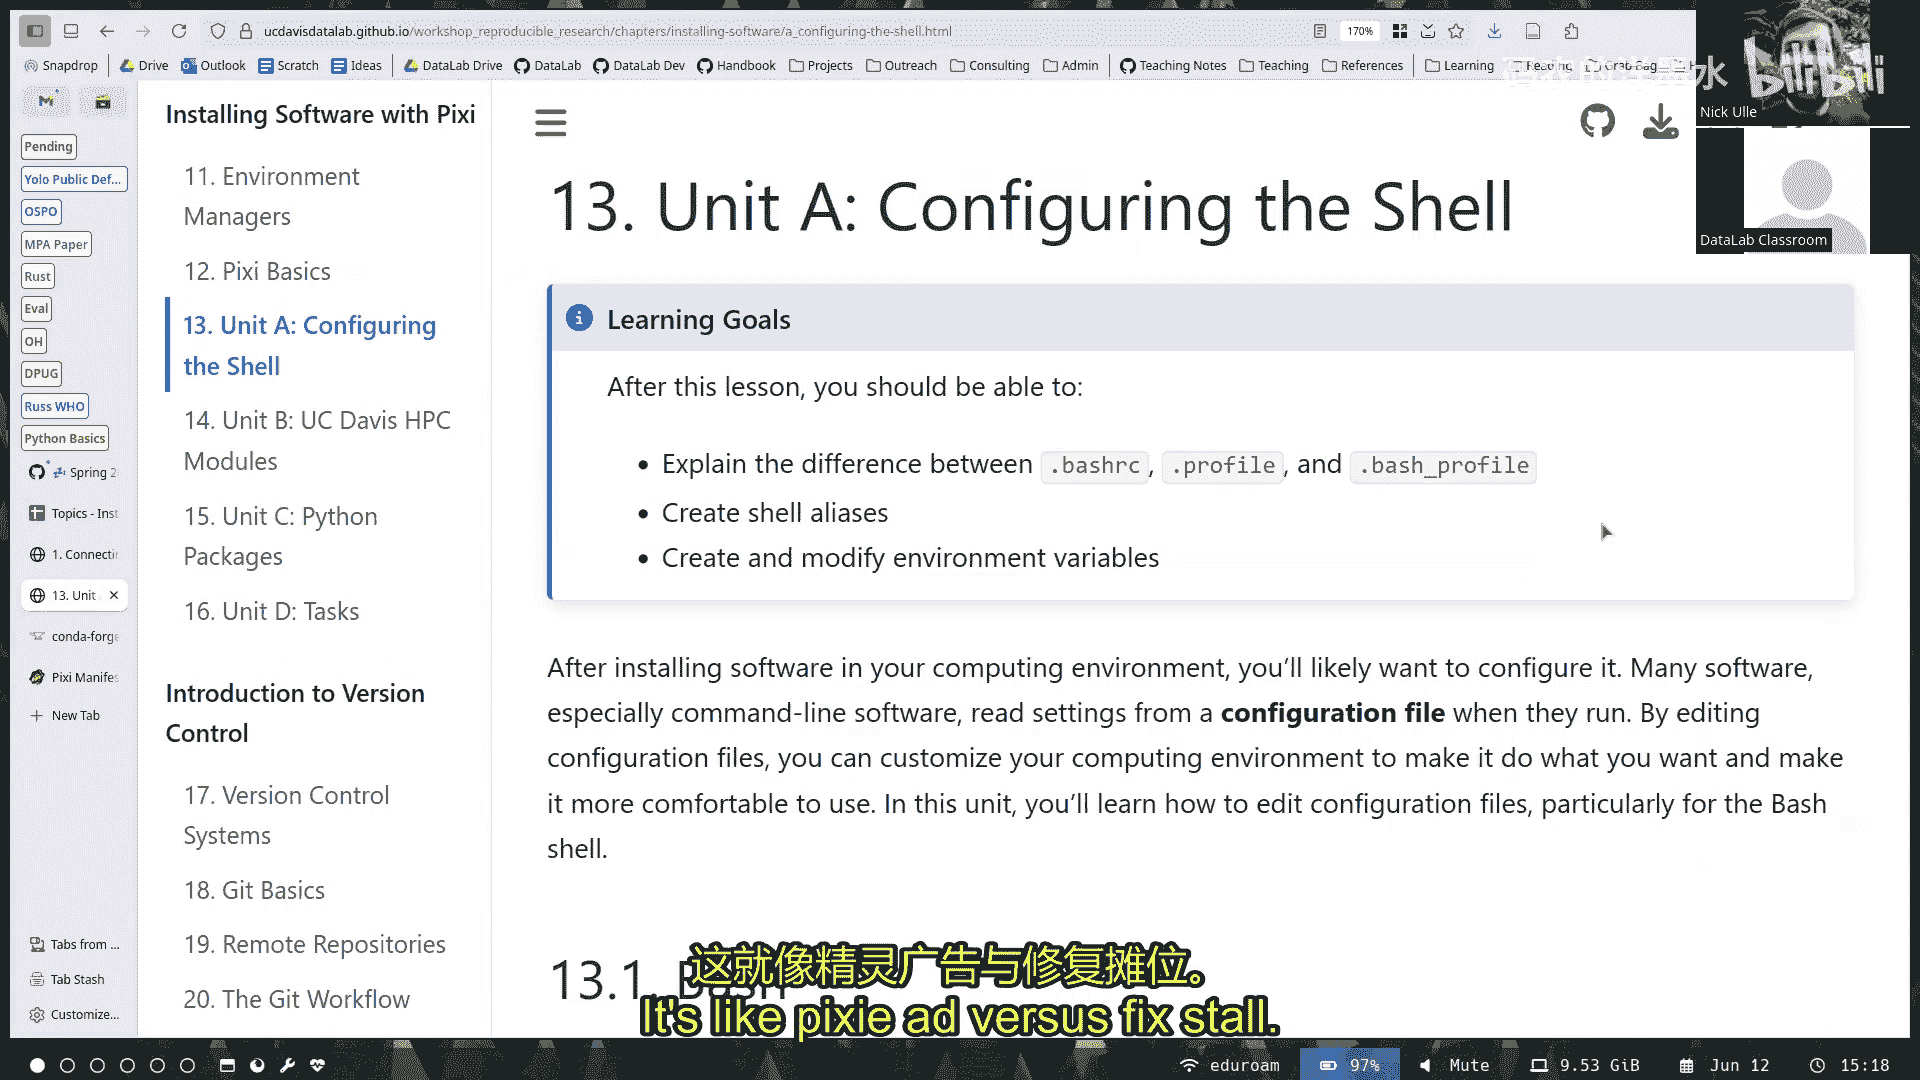 ucdavisdatalab.github.io/workshop_reproducible_research/chapters/installing-software/a_configuring-the-shell.html
170%
Snapdrop
Drive
Outlook
Scratch
Ideas
DataLab Drive
DataLab
DataLab Dev
Handbook
Projects
Outreach
Consulting
Admin
Teaching Notes
Teaching
References
Learning
bilibili
Nick Ulle
DataLab Classroom
Pending
Yolo Public Def...
OSPO
MPA Paper
Rust
Eval
OH
DPUG
Russ WHO
Python Basics
Spring 2
Topics - Inst
1. Connectin
13. Unit
conda-forge
Pixi Manifes
New Tab
Tabs from ...
Tab Stash
Customize...
Installing Software with Pixi
11. Environment
Managers
12. Pixi Basics
13. Unit A: Configuring
the Shell
14. Unit B: UC Davis HPC
Modules
15. Unit C: Python
Packages
16. Unit D: Tasks
Introduction to Version
Control
17. Version Control
Systems
18. Git Basics
19. Remote Repositories
20. The Git Workflow
13. Unit A: Configuring the Shell
Learning Goals
After this lesson, you should be able to:
• Explain the difference between .bashrc, .profile, and .bash_profile
• Create shell aliases
• Create and modify environment variables
After installing software in your computing environment, you’ll likely want to configure it. Many software,
especially command-line software, read settings from a configuration file when they run. By editing
configuration files, you can customize your computing environment to make it do what you want and make
it more comfortable to use. In this unit, you’ll learn how to edit configuration files, particularly for the Bash
shell.
13.1. Bash
这就像精灵广告与修复摊位。
It's like pixie ad versus fix stall.
eduroam
97%
Mute
9.53 GiB
Jun 12
15:18